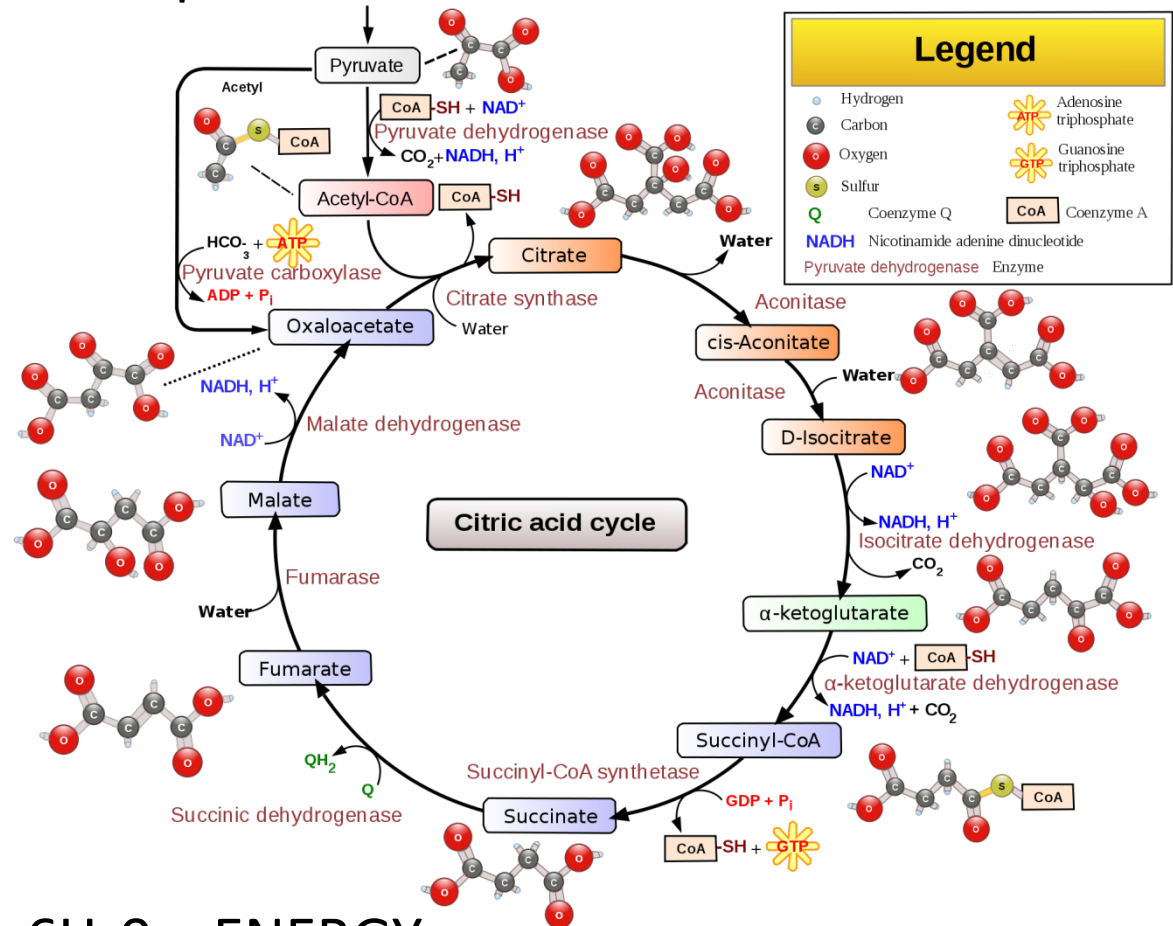 Pyruvate
Acetyl
CoA -SH + NAD⁺
Pyruvate dehydrogenase
CO₂+NADH, H⁺
S CoA
Acetyl-CoA
CoA -SH
HCO₃- + ATP
Pyruvate carboxylase
ADP + Pᵢ
Oxaloacetate
Citrate synthase
Water
Citrate
Water
Aconitase
cis-Aconitate
Aconitase
Water
D-Isocitrate
NAD⁺
NADH, H⁺
Isocitrate dehydrogenase
CO₂
α-ketoglutarate
NAD⁺ + CoA -SH
α-ketoglutarate dehydrogenase
NADH, H⁺ + CO₂
Succinyl-CoA
S CoA
Succinyl-CoA synthetase
GDP + Pᵢ
CoA -SH + GTP
Succinate
Succinic dehydrogenase
Q
QH₂
Fumarate
Water
Fumarase
Malate
Malate dehydrogenase
NAD⁺
NADH, H⁺
Citric acid cycle
Legend
Hydrogen
C Carbon
O Oxygen
S Sulfur
Q Coenzyme Q
NADH Nicotinamide adenine dinucleotide
Pyruvate dehydrogenase Enzyme
ATP Adenosine
triphosphate
GTP Guanosine
triphosphate
CoA Coenzyme A
ENERGY